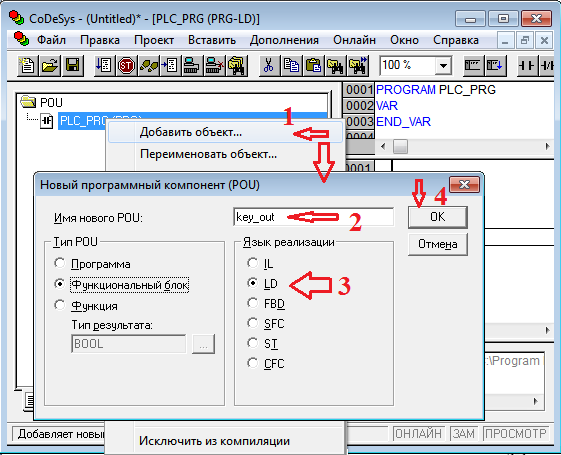 CoDeSys - (Untitled)* - [PLC_PRG (PRG-LD)]
Файл Правка Проект Вставка Дополнения Онлайн Окно Справка
100 %
POU
PLC_PRG (PRG)
0001 PROGRAM PLC_PRG
0002 VAR
0003 END_VAR
0004
1
Добавить объект...
Переименовать объект...
0001
Новый программный компонент (POU)
Имя нового POU:
key_out
2
4
OK
Отмена
Тип POU
Программа
Функциональный блок
Функция
Тип результата:
BOOL
...
Язык реализации
IL
LD
3
FBD
SFC
ST
CFC
:\Program
Добавляет новый
Исключить из компиляции
ОНЛАЙН ЗАМ ПРОСМОТР